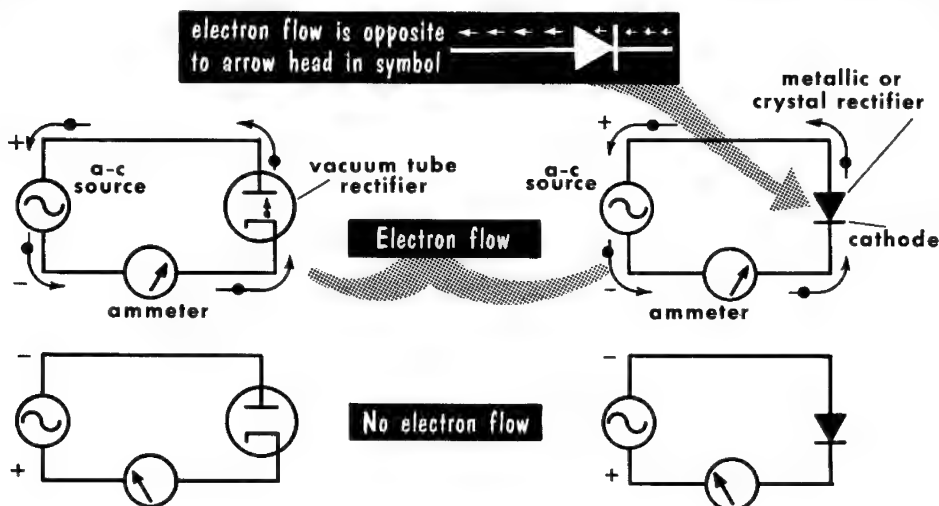 electron flow is opposite
to arrow head in symbol
metallic or
crystal rectifier
+
a-c
source
vacuum tube
rectifier
+
a-c
source
Electron flow
cathode
−
ammeter
−
ammeter
−
−
No electron flow
+
+